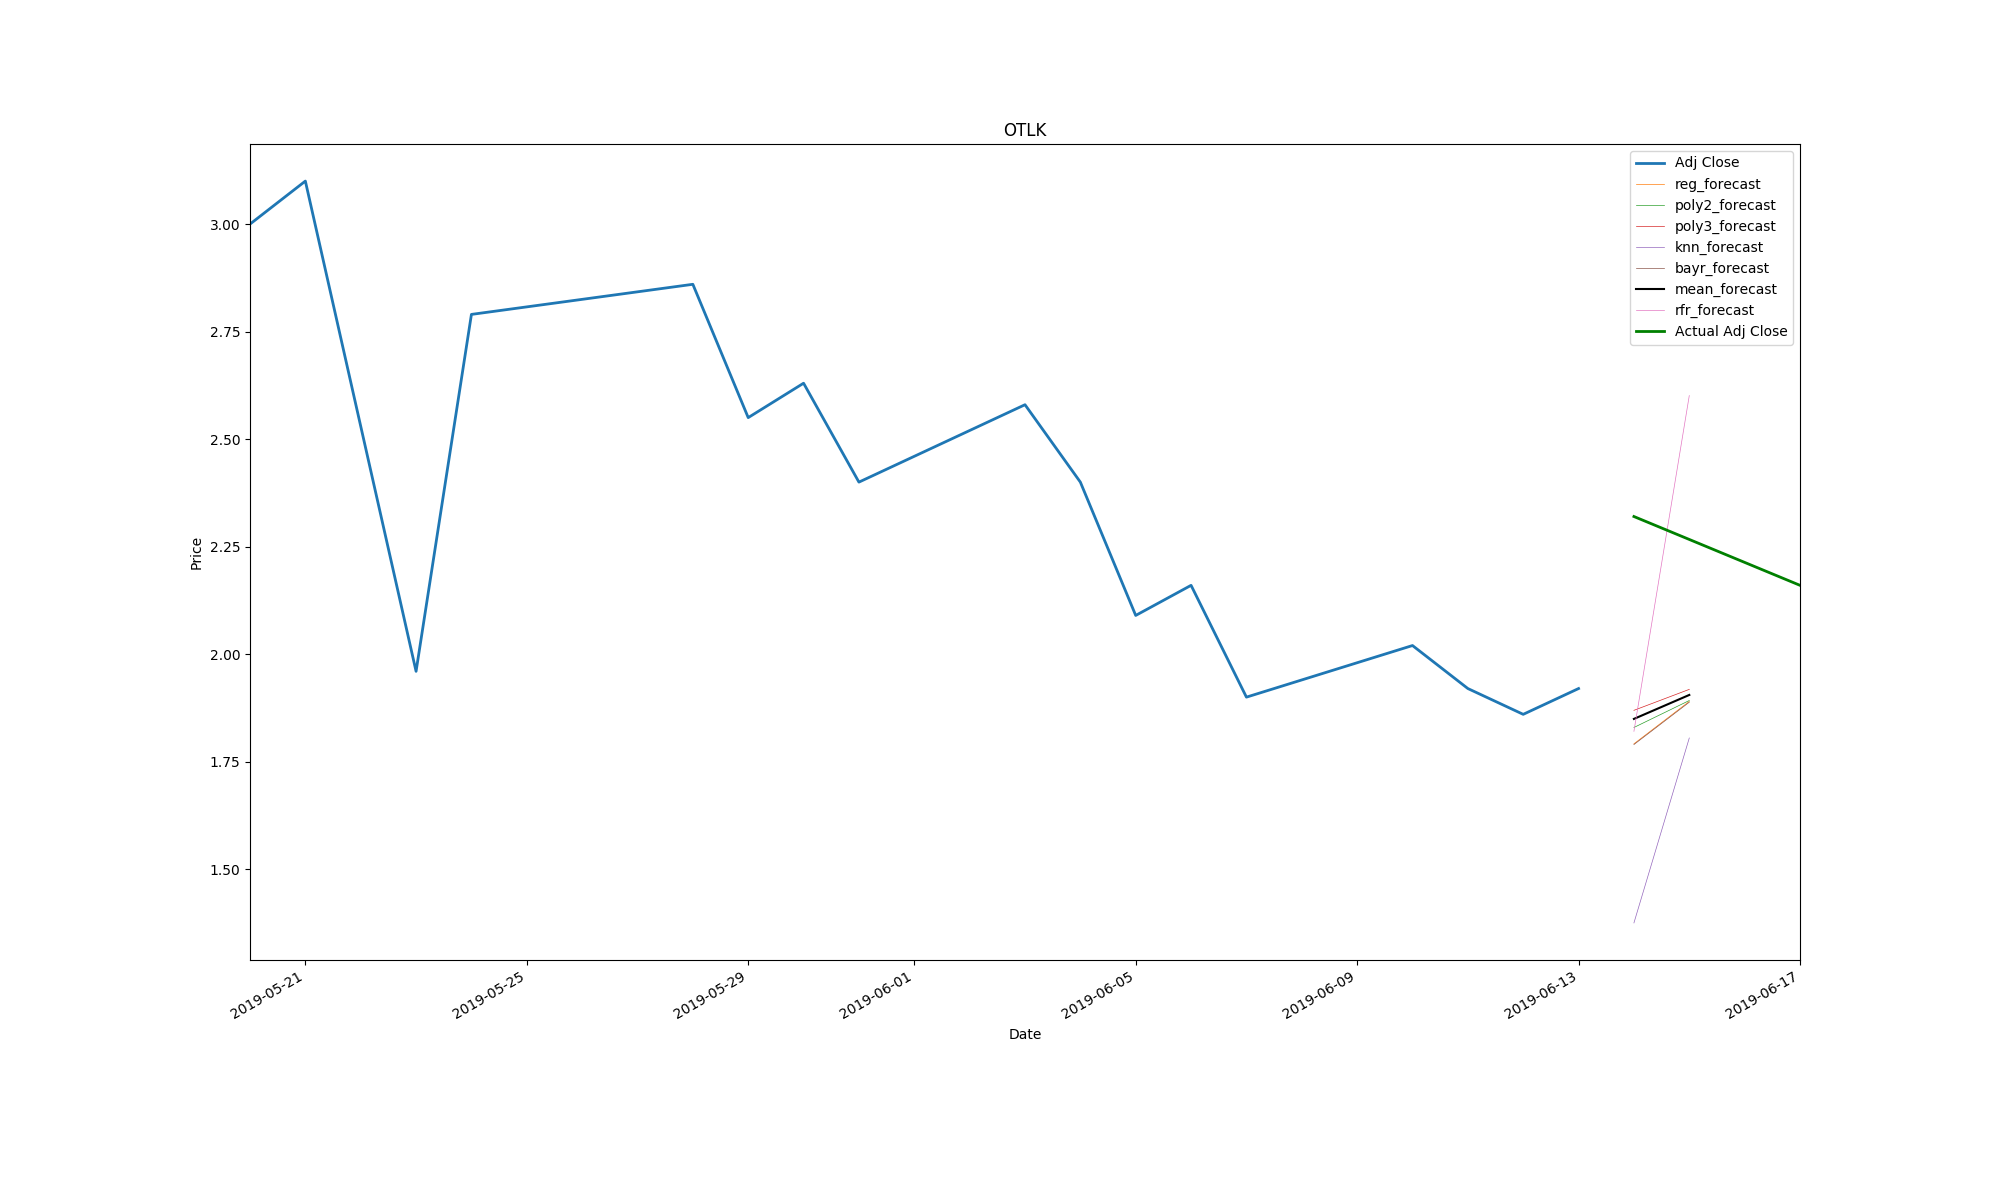 OTLK
Adj Close
reg_forecast
poly2_forecast
poly3_forecast
knn_forecast
bayr_forecast
mean_forecast
rfr_forecast
Actual Adj Close
Price
3.00
2.75
2.50
2.25
2.00
1.75
1.50
2019-05-21
2019-05-25
2019-05-29
2019-06-01
2019-06-05
2019-06-09
2019-06-13
2019-06-17
Date